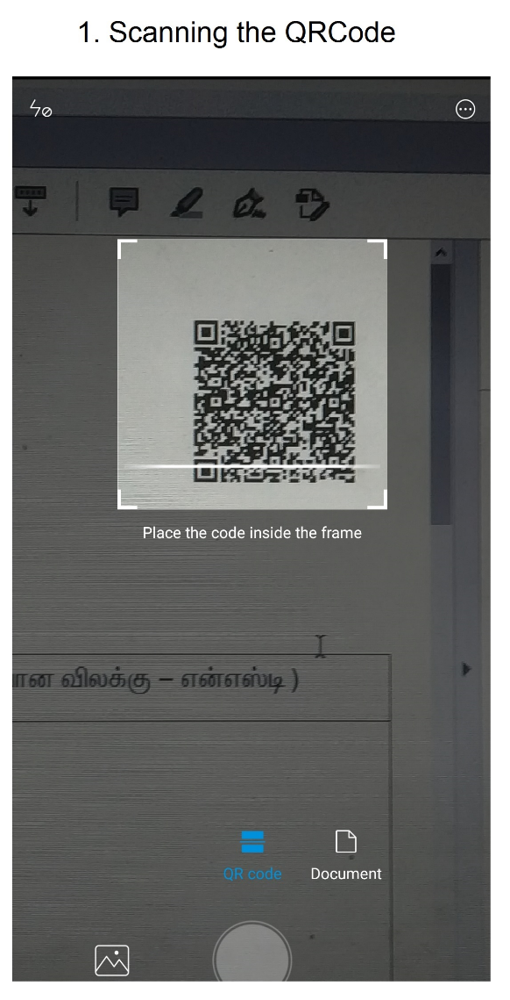 1. Scanning the QRCode
Place the code inside the frame
விலக்கு – என்எஸ்டி )
QR code
Document